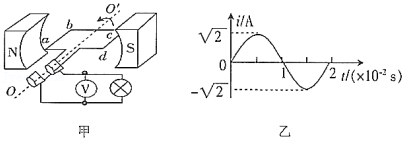 O'
b
a
c
N
S
d
O
V
甲
i/A
√2
0
1
2
t/(×10⁻² s)
-√2
乙